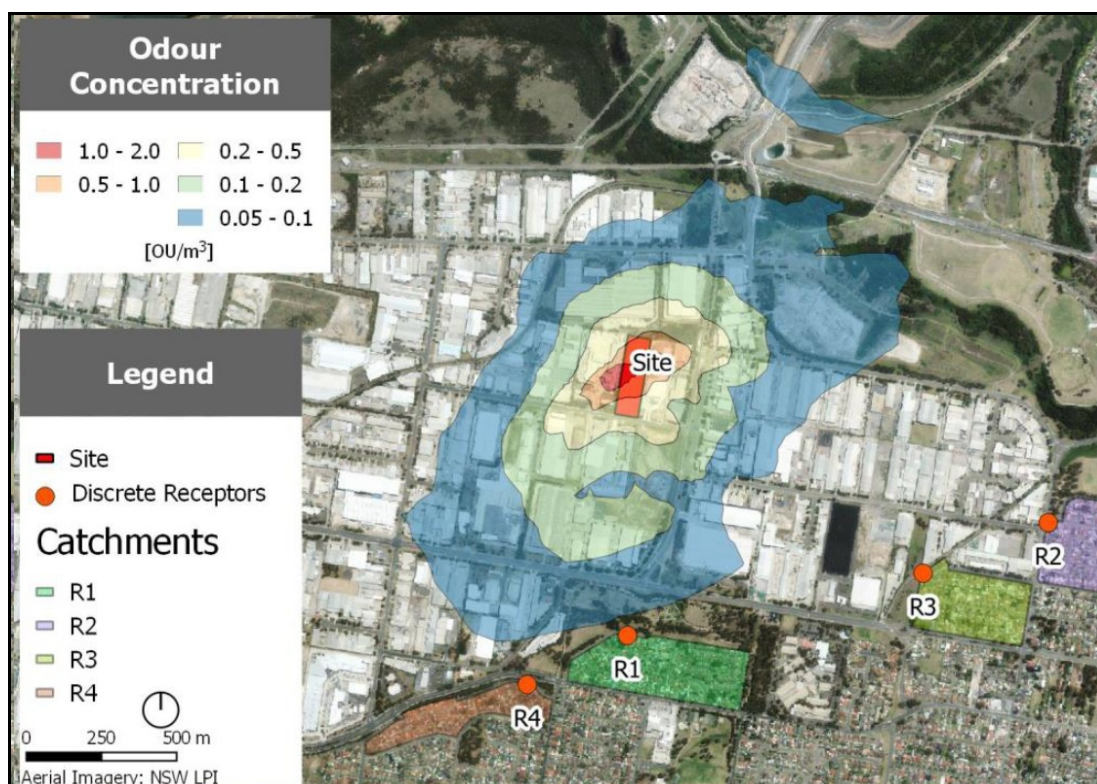 Odour
Concentration
1.0 - 2.0
0.2 - 0.5
0.5 - 1.0
0.1 - 0.2
0.05 - 0.1
[OU/m³]
Site
Legend
Site
Discrete Receptors
Catchments
R1
R2
R3
R4
R2
R3
R1
R4
0 250 500 m
Aerial Imagery: NSW LPI